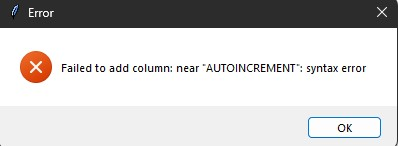 Error
Failed to add column: near "AUTOINCREMENT": syntax error
OK